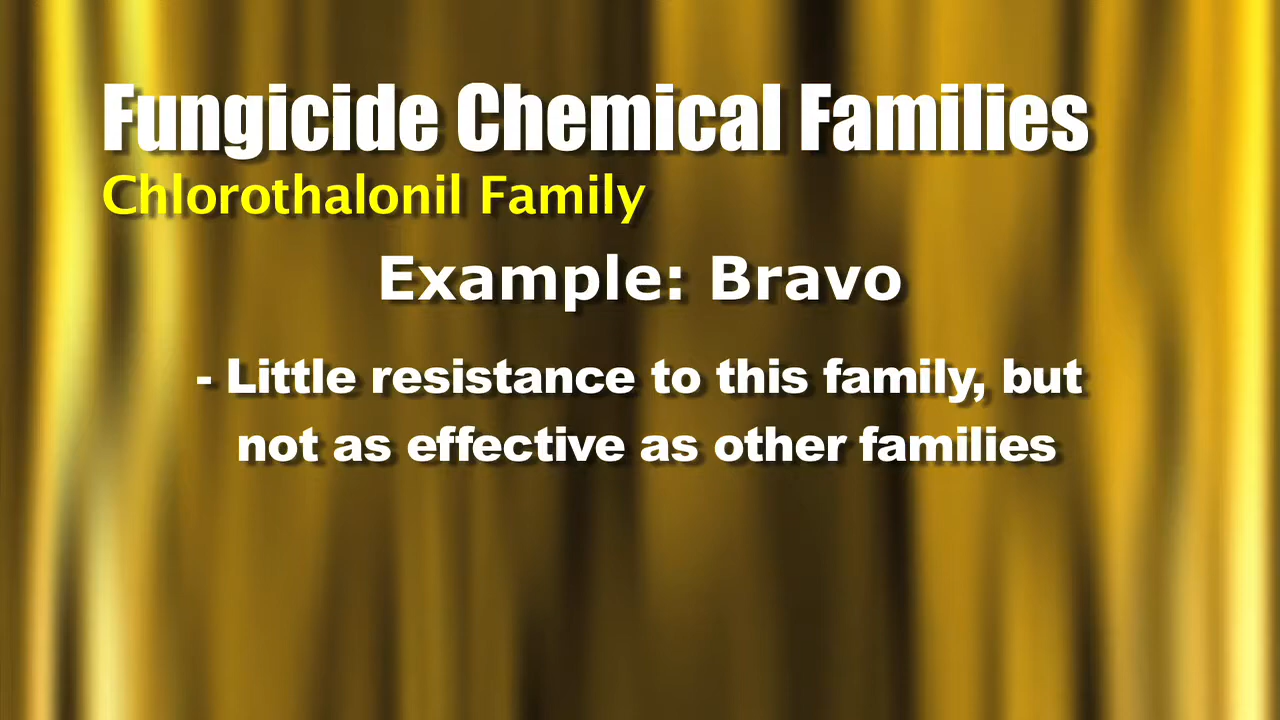 Fungicide Chemical Families
Chlorothalonil Family
Example: Bravo
- Little resistance to this family, but
not as effective as other families